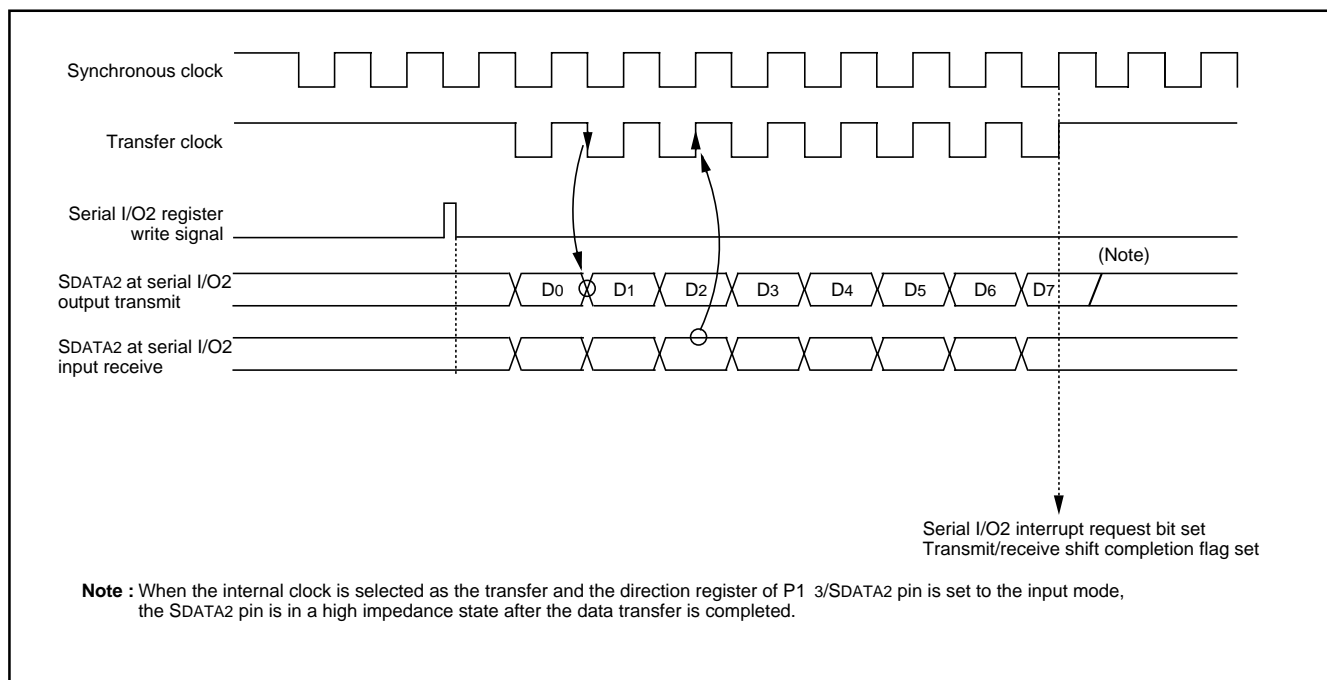 Synchronous clock
Transfer clock
Serial I/O2 register
write signal
(Note)
SDATA2 at serial I/O2
output transmit
D0 D1 D2 D3 D4 D5 D6 D7
SDATA2 at serial I/O2
input receive
Serial I/O2 interrupt request bit set
Transmit/receive shift completion flag set
Note : When the internal clock is selected as the transfer and the direction register of P1 3/SDATA2 pin is set to the input mode,
the SDATA2 pin is in a high impedance state after the data transfer is completed.